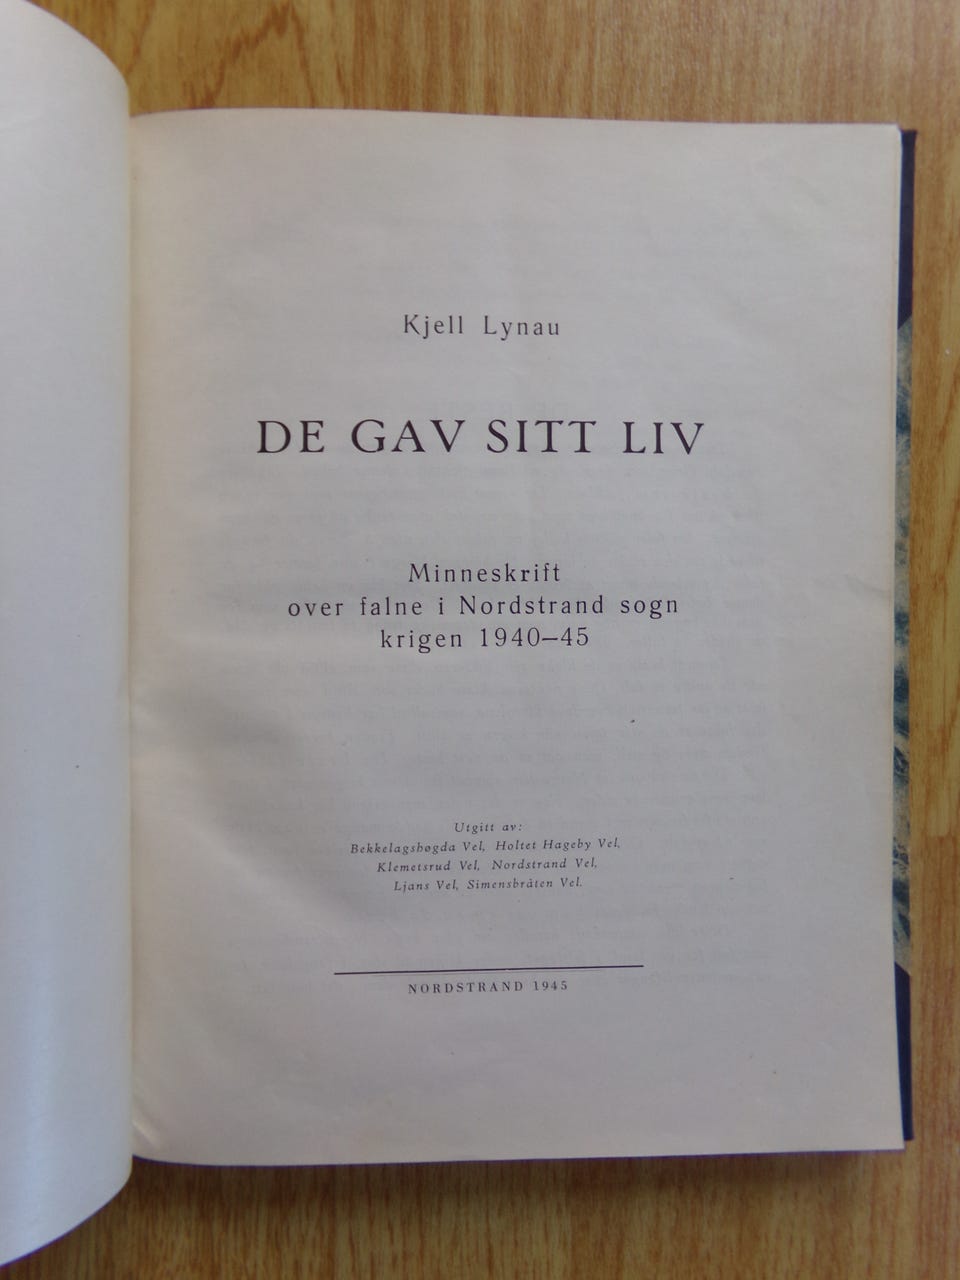 Kjell Lynau
DE GAV SITT LIV
Minneskrift
over falne i Nordstrand sogn
krigen 1940—45
Utgitt av:
Bekkelagshøgda Vel, Holtet Hageby Vel,
Klemetsrud Vel, Nordstrand Vel,
Ljans Vel, Simensbråten Vel.
NORDSTRAND 1945